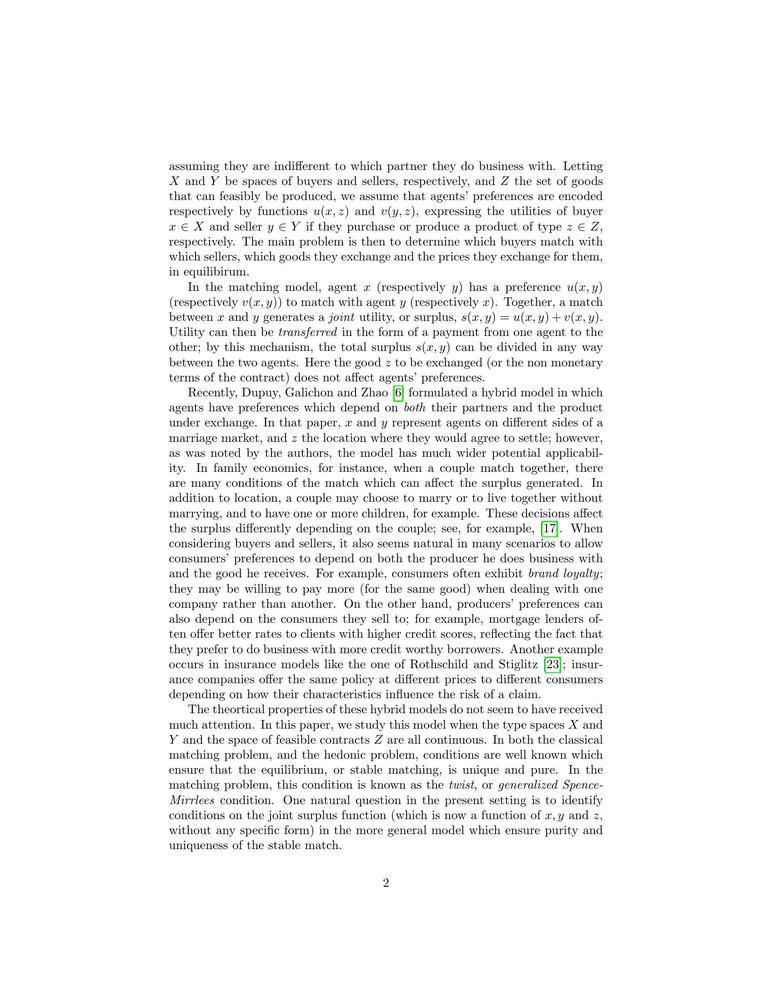 assuming they are indifferent to which partner they do business with. Letting
X and Y be spaces of buyers and sellers, respectively, and Z the set of goods
that can feasibly be produced, we assume that agents' preferences are encoded
respectively by functions u(x, z) and v(y, z), expressing the utilities of buyer
x ∈ X and seller y ∈ Y if they purchase or produce a product of type z ∈ Z,
respectively. The main problem is then to determine which buyers match with
which sellers, which goods they exchange and the prices they exchange for them,
in equilibirum.
In the matching model, agent x (respectively y) has a preference u(x, y)
(respectively v(x, y)) to match with agent y (respectively x). Together, a match
between x and y generates a joint utility, or surplus, s(x, y) = u(x, y) + v(x, y).
Utility can then be transferred in the form of a payment from one agent to the
other; by this mechanism, the total surplus s(x, y) can be divided in any way
between the two agents. Here the good z to be exchanged (or the non monetary
terms of the contract) does not affect agents' preferences.
Recently, Dupuy, Galichon and Zhao [6] formulated a hybrid model in which
agents have preferences which depend on both their partners and the product
under exchange. In that paper, x and y represent agents on different sides of a
marriage market, and z the location where they would agree to settle; however,
as was noted by the authors, the model has much wider potential applicabil-
ity. In family economics, for instance, when a couple match together, there
are many conditions of the match which can affect the surplus generated. In
addition to location, a couple may choose to marry or to live together without
marrying, and to have one or more children, for example. These decisions affect
the surplus differently depending on the couple; see, for example, [17]. When
considering buyers and sellers, it also seems natural in many scenarios to allow
consumers' preferences to depend on both the producer he does business with
and the good he receives. For example, consumers often exhibit brand loyalty;
they may be willing to pay more (for the same good) when dealing with one
company rather than another. On the other hand, producers' preferences can
also depend on the consumers they sell to; for example, mortgage lenders of-
ten offer better rates to clients with higher credit scores, reflecting the fact that
they prefer to do business with more credit worthy borrowers. Another example
occurs in insurance models like the one of Rothschild and Stiglitz [23]; insur-
ance companies offer the same policy at different prices to different consumers
depending on how their characteristics influence the risk of a claim.
The theortical properties of these hybrid models do not seem to have received
much attention. In this paper, we study this model when the type spaces X and
Y and the space of feasible contracts Z are all continuous. In both the classical
matching problem, and the hedonic problem, conditions are well known which
ensure that the equilibrium, or stable matching, is unique and pure. In the
matching problem, this condition is known as the twist, or generalized Spence-
Mirrlees condition. One natural question in the present setting is to identify
conditions on the joint surplus function (which is now a function of x, y and z,
without any specific form) in the more general model which ensure purity and
uniqueness of the stable match.
2